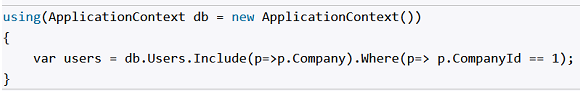 using(ApplicationContext db = new ApplicationContext())
{
    var users = db.Users.Include(p=>p.Company).Where(p=> p.CompanyId == 1);
}